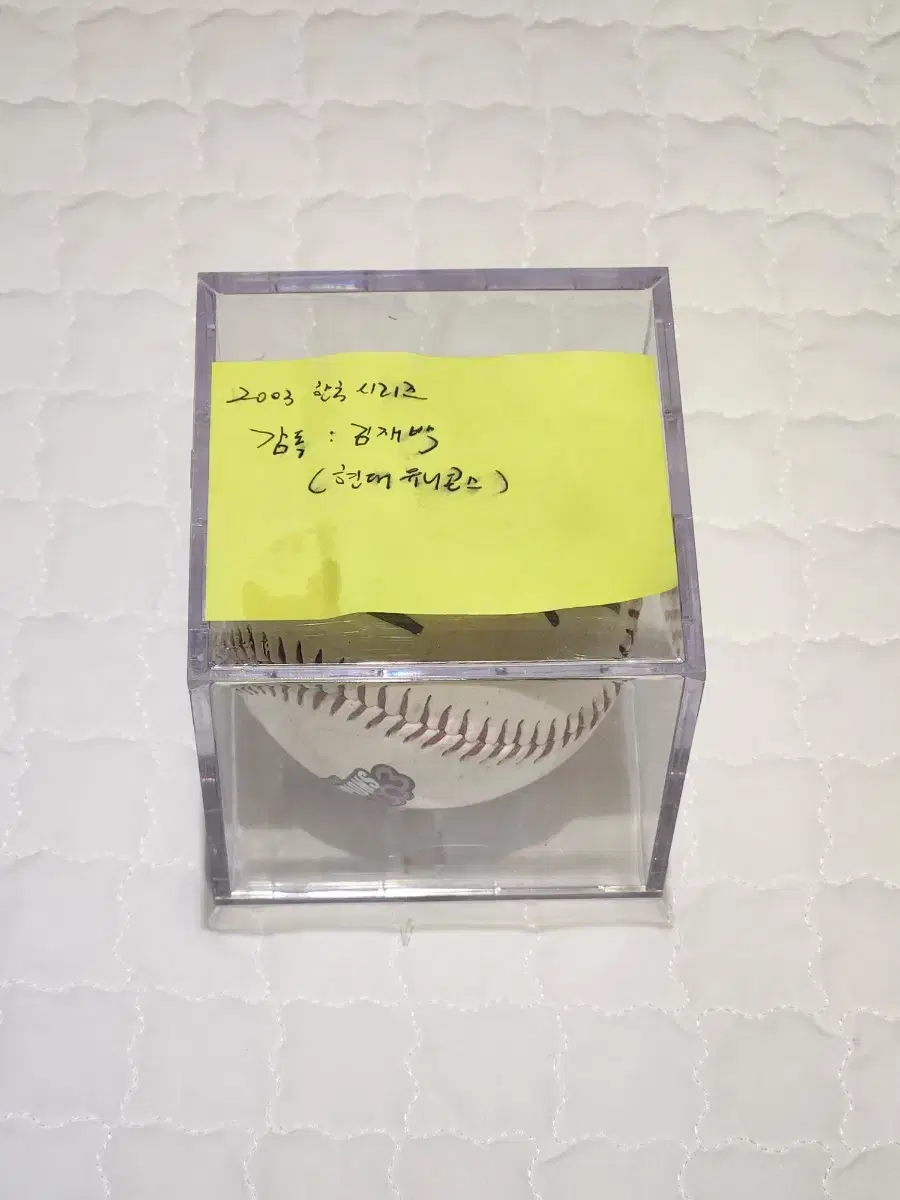 2003 한국 시리즈
감독 : 김재박
(현대 유니콘스)